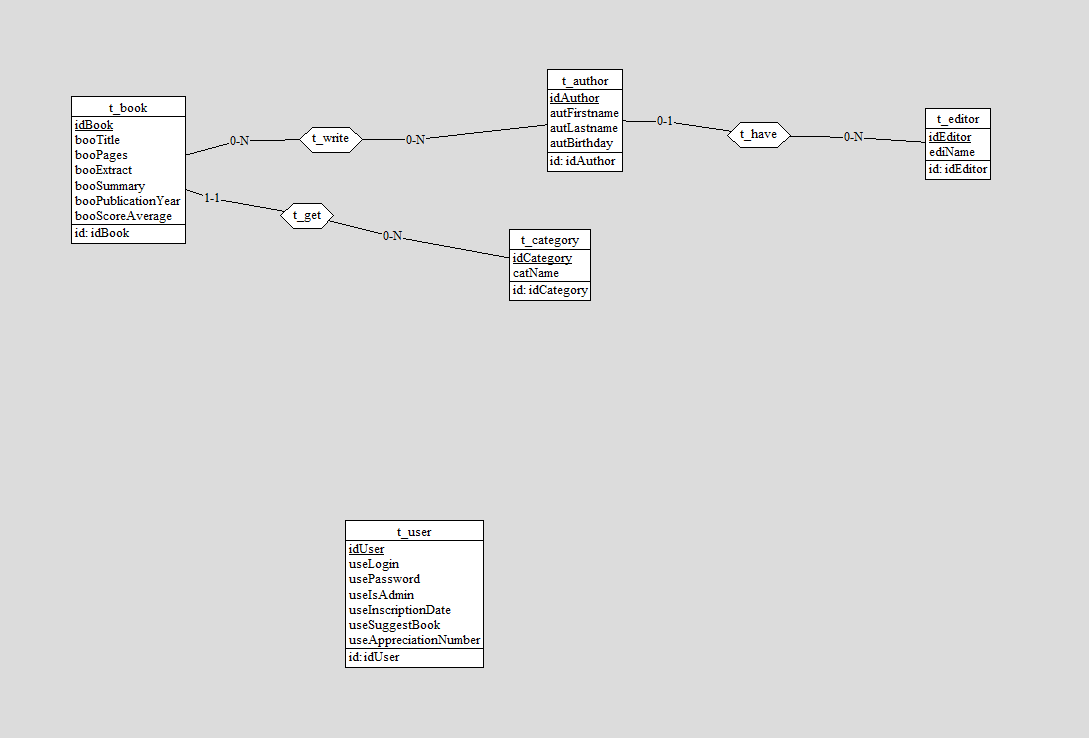 t_book
idBook
booTitle
booPages
booExtract
booSummary
booPublicationYear
booScoreAverage
id: idBook
0-N
t_write
0-N
t_author
idAuthor
autFirstname
autLastname
autBirthday
id: idAuthor
0-1
t_have
0-N
t_editor
idEditor
ediName
id: idEditor
1-1
t_get
0-N
t_category
idCategory
catName
id: idCategory
t_user
idUser
useLogin
usePassword
useIsAdmin
useInscriptionDate
useSuggestBook
useAppreciationNumber
id: idUser